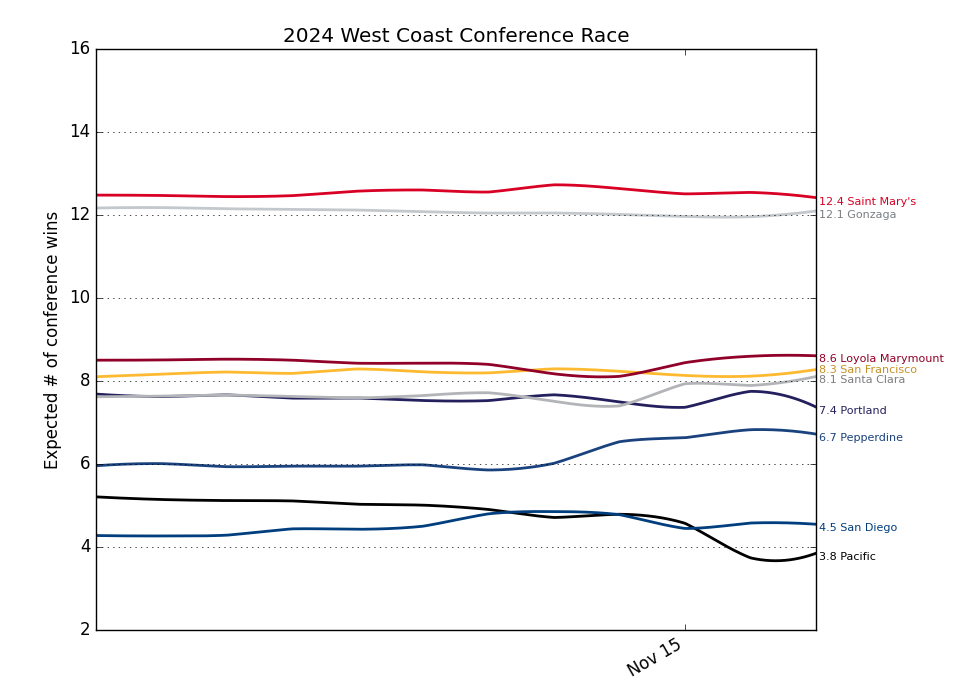 2024 West Coast Conference Race
Expected # of conference wins
16
14
12
10
8
6
4
2
12.4 Saint Mary's
12.1 Gonzaga
8.6 Loyola Marymount
8.3 San Francisco
8.1 Santa Clara
7.4 Portland
6.7 Pepperdine
4.5 San Diego
3.8 Pacific
Nov 15